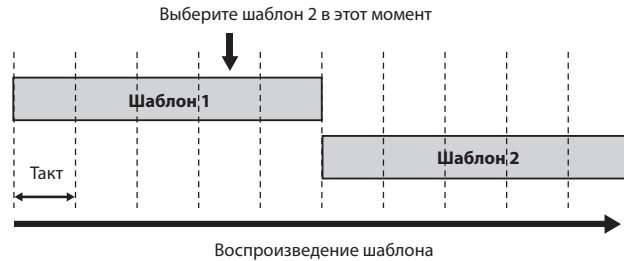 Выберите шаблон 2 в этот момент
Шаблон 1
Шаблон 2
Такт
Воспроизведение шаблона